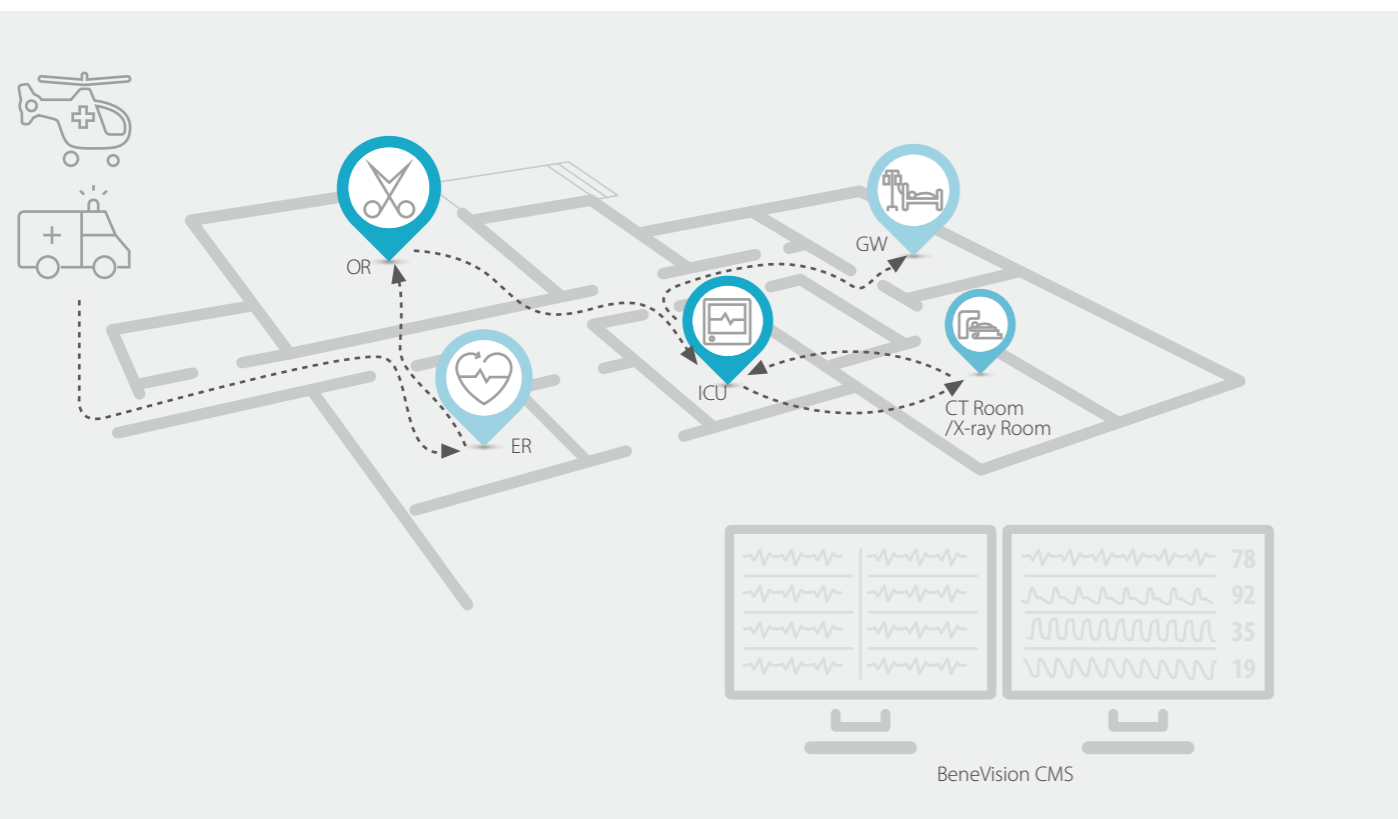 GW
OR
ICU
CT Room
/X-ray Room
ER
78
92
35
19
BeneVision CMS